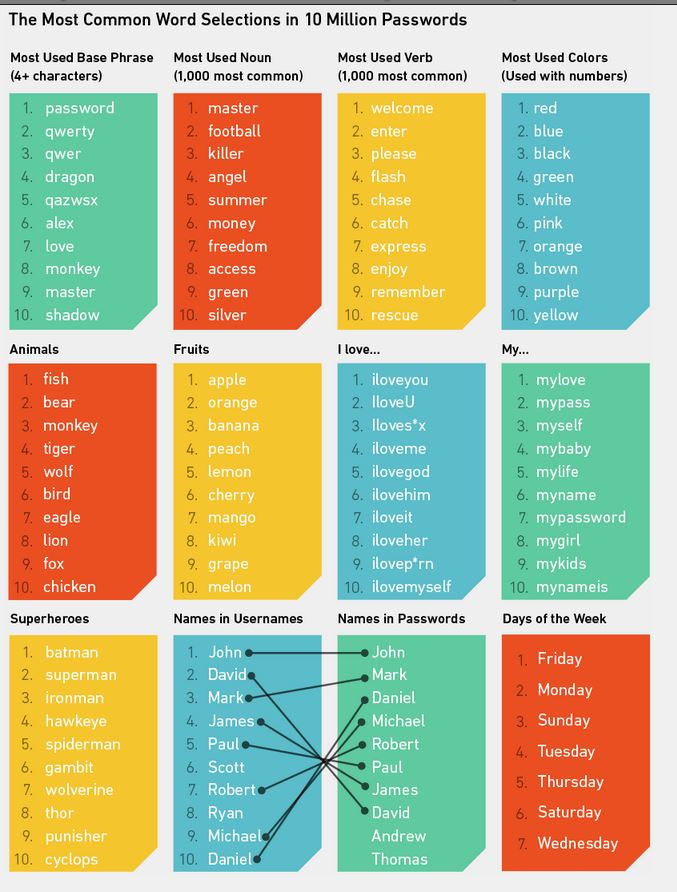 The Most Common Word Selections in 10 Million Passwords
Most Used Base Phrase
(4+ characters)
1. password
2. qwerty
3. qwer
4. dragon
5. qazwsx
6. alex
7. love
8. monkey
9. master
10. shadow
Most Used Noun
(1,000 most common)
1. master
2. football
3. killer
4. angel
5. summer
6. money
7. freedom
8. access
9. green
10. silver
Most Used Verb
(1,000 most common)
1. welcome
2. enter
3. please
4. flash
5. chase
6. catch
7. express
8. enjoy
9. remember
10. rescue
Most Used Colors
(Used with numbers)
1. red
2. blue
3. black
4. green
5. white
6. pink
7. orange
8. brown
9. purple
10. yellow
Animals
1. fish
2. bear
3. monkey
4. tiger
5. wolf
6. bird
7. eagle
8. lion
9. fox
10. chicken
Fruits
1. apple
2. orange
3. banana
4. peach
5. lemon
6. cherry
7. mango
8. kiwi
9. grape
10. melon
I love...
1. iloveyou
2. IloveU
3. Iloves*x
4. iloveme
5. ilovegod
6. ilovehim
7. iloveit
8. iloveher
9. ilovep*rn
10. ilovemyself
My...
1. mylove
2. mypass
3. myself
4. mybaby
5. mylife
6. myname
7. mypassword
8. mygirl
9. mykids
10. mynameis
Superheroes
1. batman
2. superman
3. ironman
4. hawkeye
5. spiderman
6. gambit
7. wolverine
8. thor
9. punisher
10. cyclops
Names in Usernames
1. John
2. David
3. Mark
4. James
5. Paul
6. Scott
7. Robert
8. Ryan
9. Michael
10. Daniel
Names in Passwords
John
Mark
Daniel
Michael
Robert
Paul
James
David
Andrew
Thomas
Days of the Week
1. Friday
2. Monday
3. Sunday
4. Tuesday
5. Thursday
6. Saturday
7. Wednesday